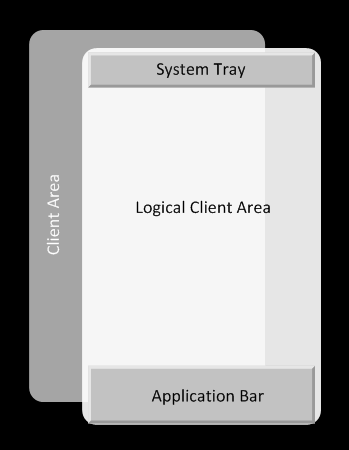 System Tray
Client Area
Logical Client Area
Application Bar